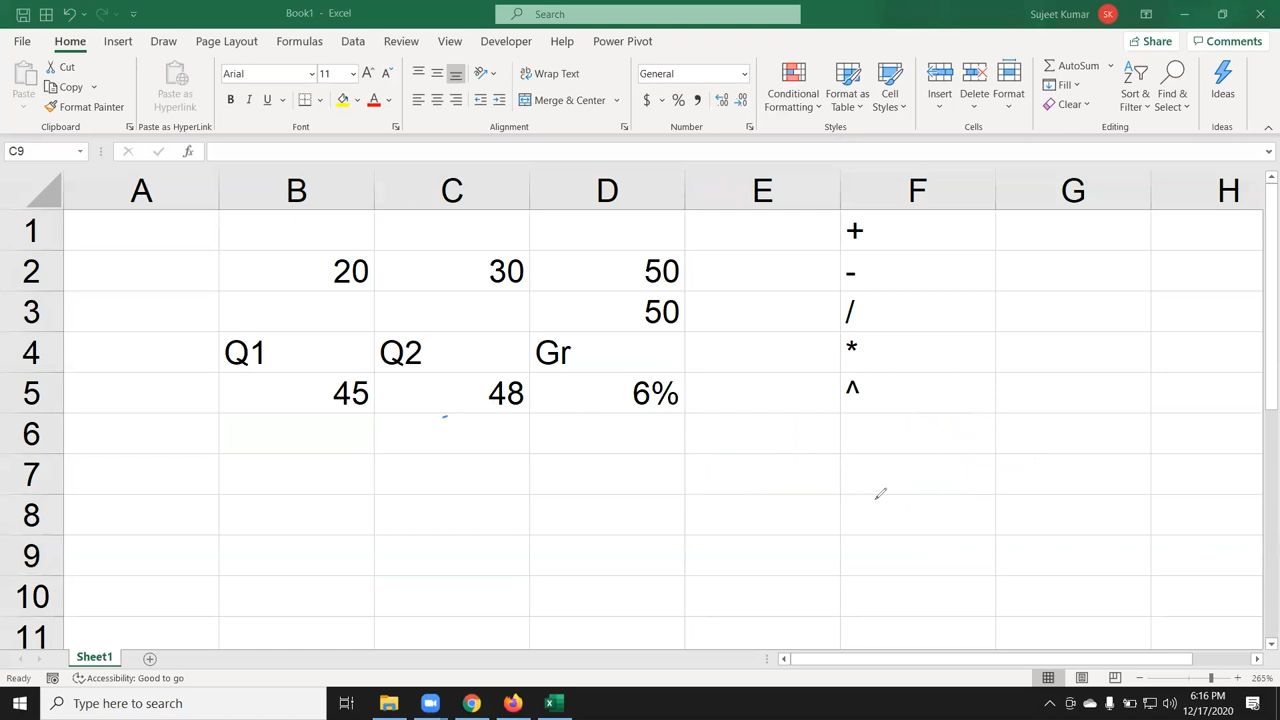 Book1 - Excel
Search
Sujeet Kumar
SK
File Home Insert Draw Page Layout Formulas Data Review View Developer Help Power Pivot
Share
Comments
Paste
Cut
Copy
Format Painter
Clipboard
Paste as Hyperlink
Paste as HyperLink
Arial
11
B I U
A
Font
Wrap Text
Merge & Center
Alignment
General
$ % ,
Number
Conditional Formatting
Format as Table
Cell Styles
Styles
Insert
Delete
Format
Cells
AutoSum
Fill
Clear
Sort & Filter
Find & Select
Editing
Ideas
Ideas
C9
fx
A B C D E F G H
1 +
2 20 30 50 -
3 50 /
4 Q1 Q2 Gr *
5 45 48 6% ^
6
7
8
9
10
11
Sheet1
Ready
Accessibility: Good to go
265%
Type here to search
6:16 PM
12/17/2020